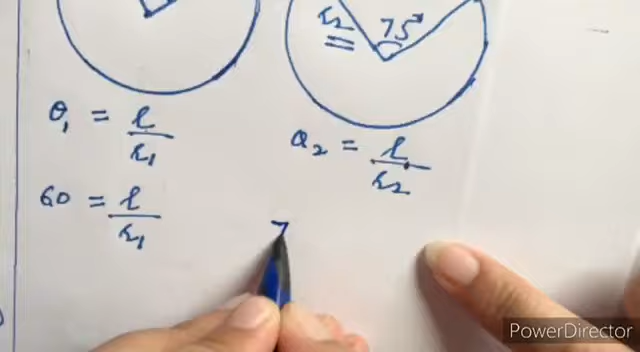 r₂ 75°
θ₁ = l/r₁
θ₂ = l/r₂
60 = l/r₁
7
PowerDirector